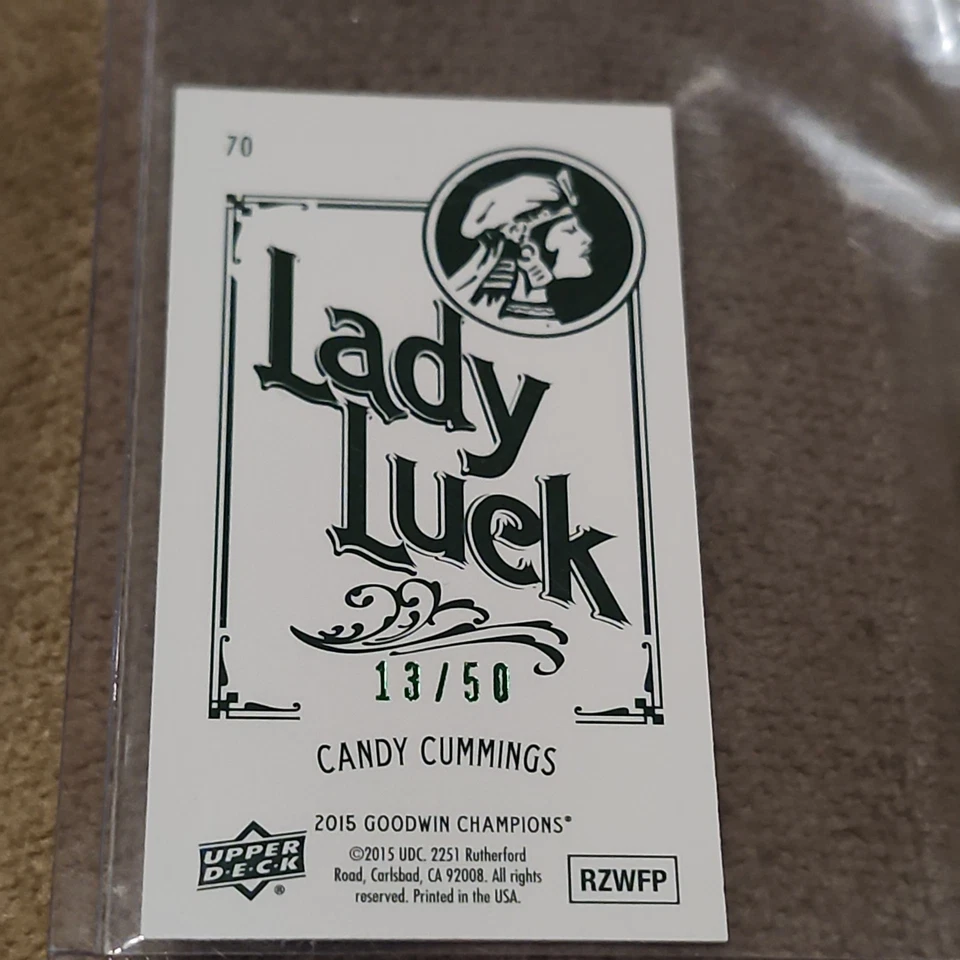 70
Lady
Luck
13/50
CANDY CUMMINGS
2015 GOODWIN CHAMPIONS®
UPPER
D·E·C·K
®
©2015 UDC. 2251 Rutherford
Road, Carlsbad, CA 92008. All rights
reserved. Printed in the USA.
RZWFP